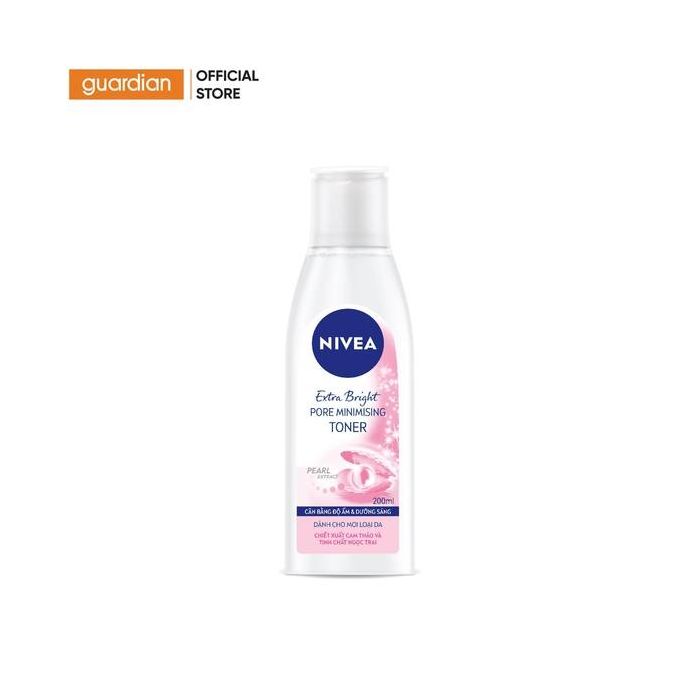 guardian
OFFICIAL
STORE
NIVEA
Extra Bright
PORE MINIMISING
TONER
PEARL
EXTRACT
200ml
CÂN BẰNG ĐỘ ẨM & DƯỠNG SÁNG
DÀNH CHO MỌI LOẠI DA
CHIẾT XUẤT CAM THẢO VÀ
TINH CHẤT NGỌC TRAI